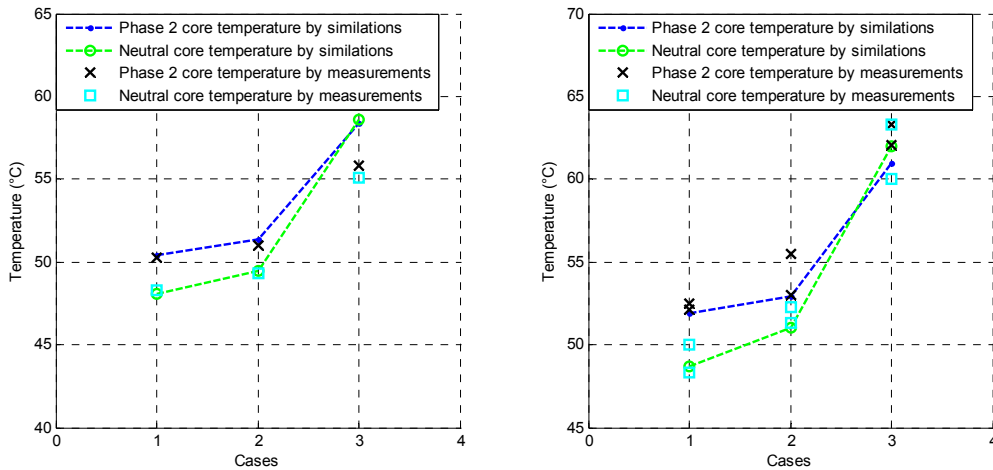 65
60
55
50
45
40
0
1
2
3
4
Temperature (°C)
Cases
Phase 2 core temperature by similations
Neutral core temperature by similations
Phase 2 core temperature by measurements
Neutral core temperature by measurements
70
65
60
55
50
45
0
1
2
3
4
Temperature (°C)
Cases
Phase 2 core temperature by similations
Neutral core temperature by similations
Phase 2 core temperature by measurements
Neutral core temperature by measurements